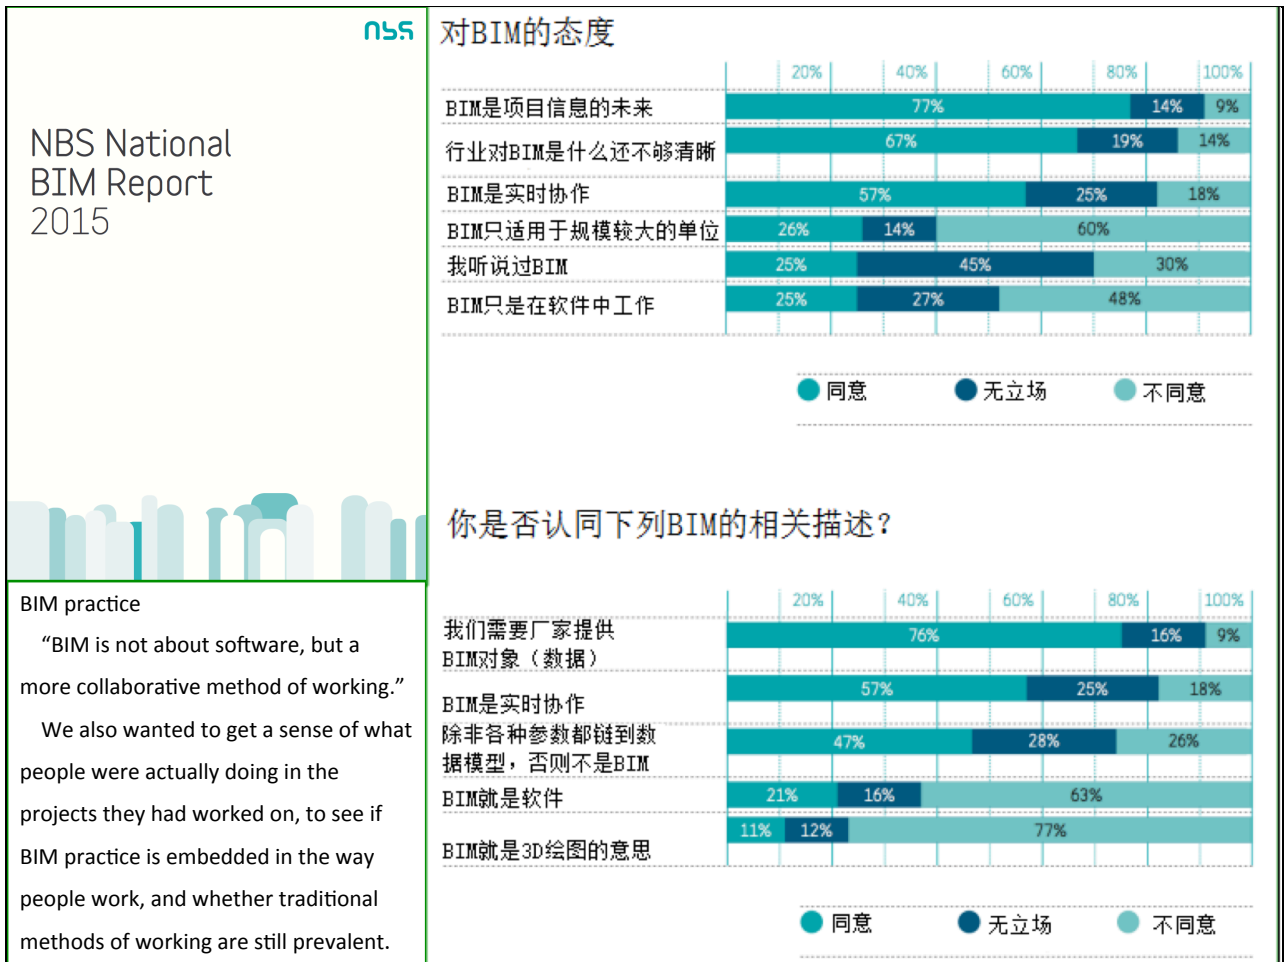 nbs
NBS National
BIM Report
2015
BIM practice
“BIM is not about software, but a
more collaborative method of working.”
We also wanted to get a sense of what
people were actually doing in the
projects they had worked on, to see if
BIM practice is embedded in the way
people work, and whether traditional
methods of working are still prevalent.
对BIM的态度
20% 40% 60% 80% 100%
BIM是项目信息的未来 77% 14% 9%
行业对BIM是什么还不够清晰 67% 19% 14%
BIM是实时协作 57% 25% 18%
BIM只适用于规模较大的单位 26% 14% 60%
我听说过BIM 25% 45% 30%
BIM只是在软件中工作 25% 27% 48%
同意 无立场 不同意
你是否认同下列BIM的相关描述?
20% 40% 60% 80% 100%
我们需要厂家提供 76% 16% 9%
BIM对象（数据）
BIM是实时协作 57% 25% 18%
除非各种参数都链到数 47% 28% 26%
据模型，否则不是BIM
BIM就是软件 21% 16% 63%
BIM就是3D绘图的意思 11% 12% 77%
同意 无立场 不同意